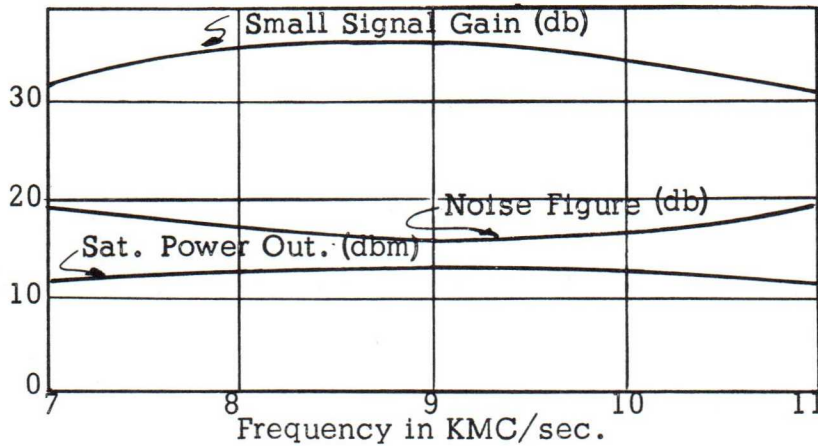 Small Signal Gain (db)
30
20
Noise Figure (db)
Sat. Power Out. (dbm)
10
0
7 8 9 10 11
Frequency in KMC/sec.